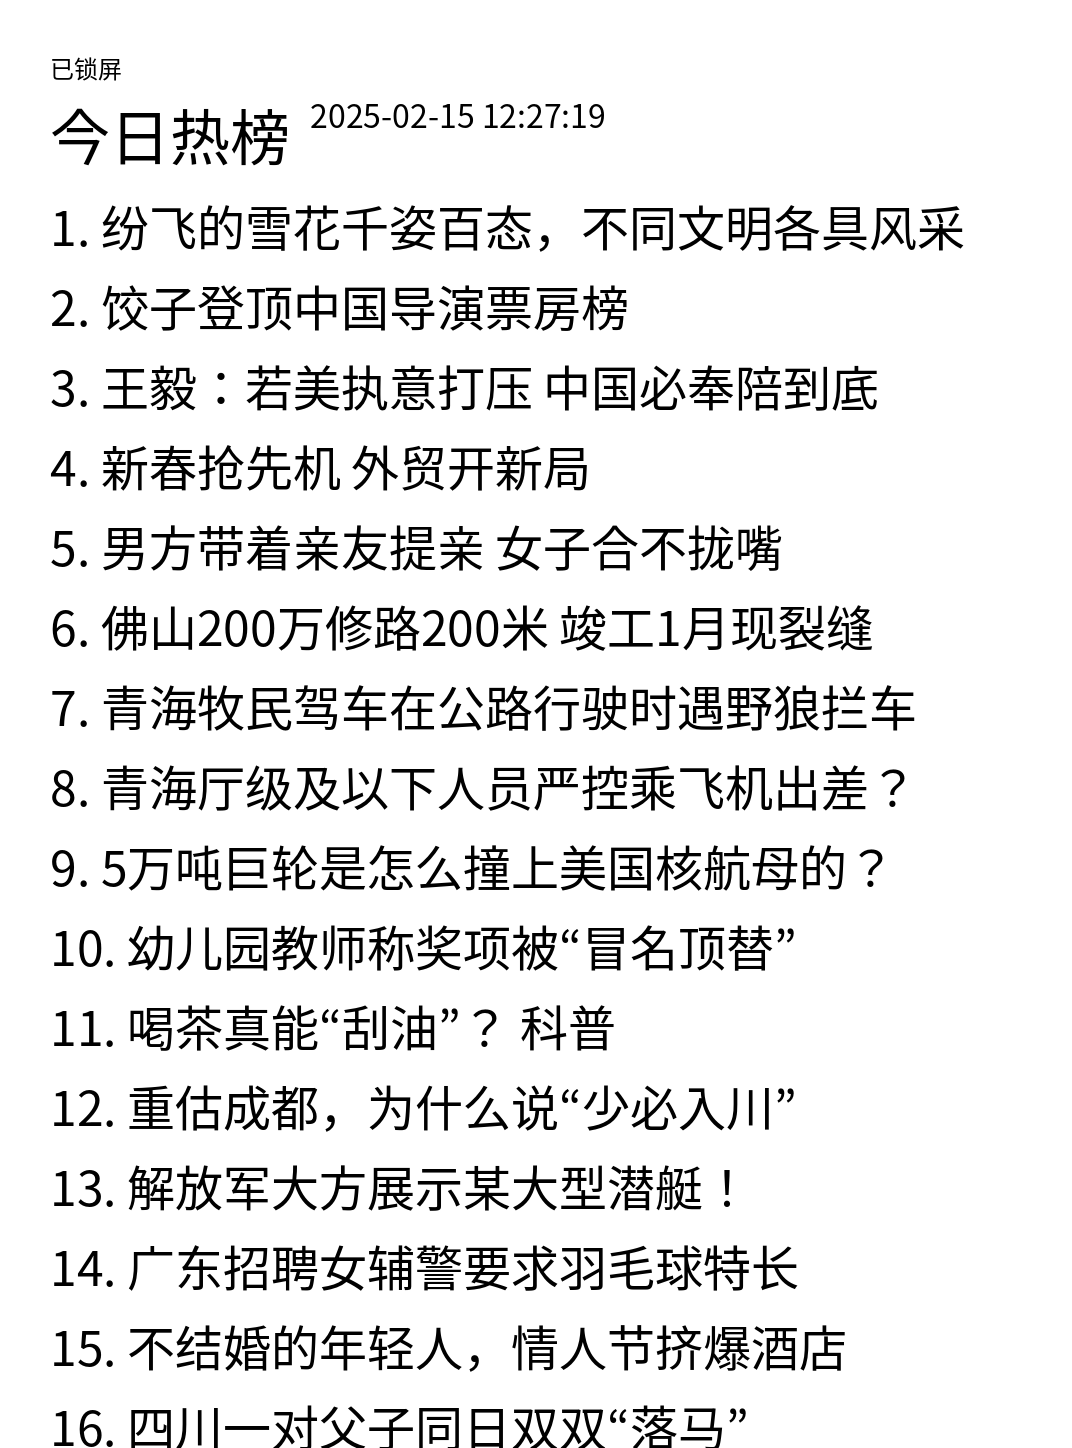 已锁屏
今日热榜 2025-02-15 12:27:19
1. 纷飞的雪花千姿百态，不同文明各具风采
2. 饺子登顶中国导演票房榜
3. 王毅：若美执意打压 中国必奉陪到底
4. 新春抢先机 外贸开新局
5. 男方带着亲友提亲 女子合不拢嘴
6. 佛山200万修路200米 竣工1月现裂缝
7. 青海牧民驾车在公路行驶时遇野狼拦车
8. 青海厅级及以下人员严控乘飞机出差？
9. 5万吨巨轮是怎么撞上美国核航母的？
10. 幼儿园教师称奖项被“冒名顶替”
11. 喝茶真能“刮油”？ 科普
12. 重估成都，为什么说“少必入川”
13. 解放军大方展示某大型潜艇！
14. 广东招聘女辅警要求羽毛球特长
15. 不结婚的年轻人，情人节挤爆酒店
16. 四川一对父子同日双双“落马”